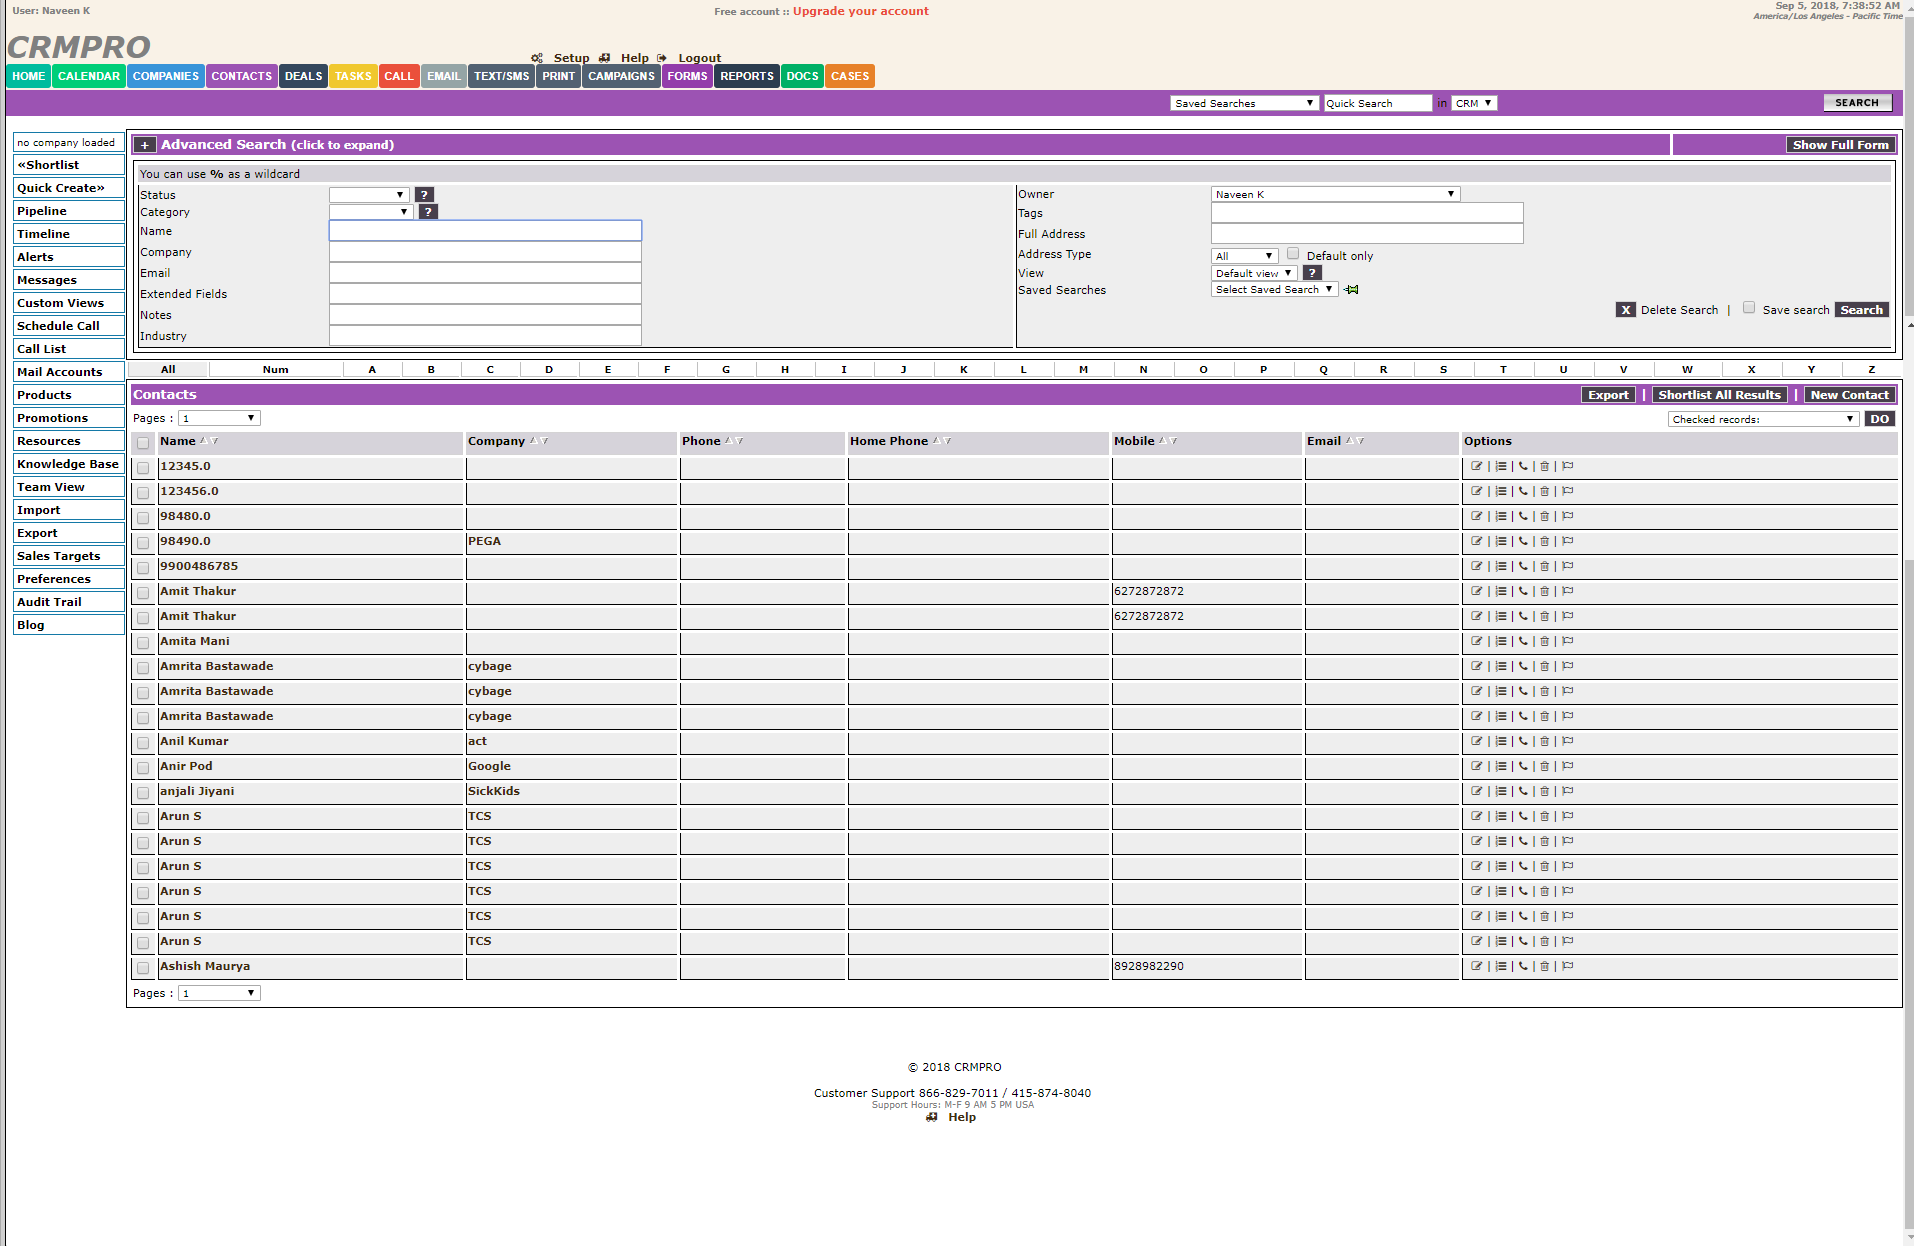 User: Naveen K
Free account :: Upgrade your account
Sep 5, 2018, 7:38:52 AM
America/Los Angeles - Pacific Time
CRMPRO
Setup Help Logout
HOME CALENDAR COMPANIES CONTACTS DEALS TASKS CALL EMAIL TEXT/SMS PRINT CAMPAIGNS FORMS REPORTS DOCS CASES
Saved Searches Quick Search in CRM SEARCH
no company loaded
«Shortlist
Quick Create»
Pipeline
Timeline
Alerts
Messages
Custom Views
Schedule Call
Call List
Mail Accounts
Products
Promotions
Resources
Knowledge Base
Team View
Import
Export
Sales Targets
Preferences
Audit Trail
Blog
+ Advanced Search (click to expand) Show Full Form
You can use % as a wildcard
Status ?
Category ?
Name
Company
Email
Extended Fields
Notes
Industry
Owner Naveen K
Tags
Full Address
Address Type All Default only
View Default view ?
Saved Searches Select Saved Search
X Delete Search | Save search Search
All Num A B C D E F G H I J K L M N O P Q R S T U V W X Y Z
Contacts Export | Shortlist All Results | New Contact
Pages : 1 Checked records: DO
Name Company Phone Home Phone Mobile Email Options
12345.0
123456.0
98480.0
98490.0 PEGA
9900486785
Amit Thakur 6272872872
Amit Thakur 6272872872
Amita Mani
Amrita Bastawade cybage
Amrita Bastawade cybage
Amrita Bastawade cybage
Anil Kumar act
Anir Pod Google
anjali Jiyani SickKids
Arun S TCS
Arun S TCS
Arun S TCS
Arun S TCS
Arun S TCS
Arun S TCS
Ashish Maurya 8928982290
Pages : 1
© 2018 CRMPRO
Customer Support 866-829-7011 / 415-874-8040
Support Hours: M-F 9 AM 5 PM USA
Help